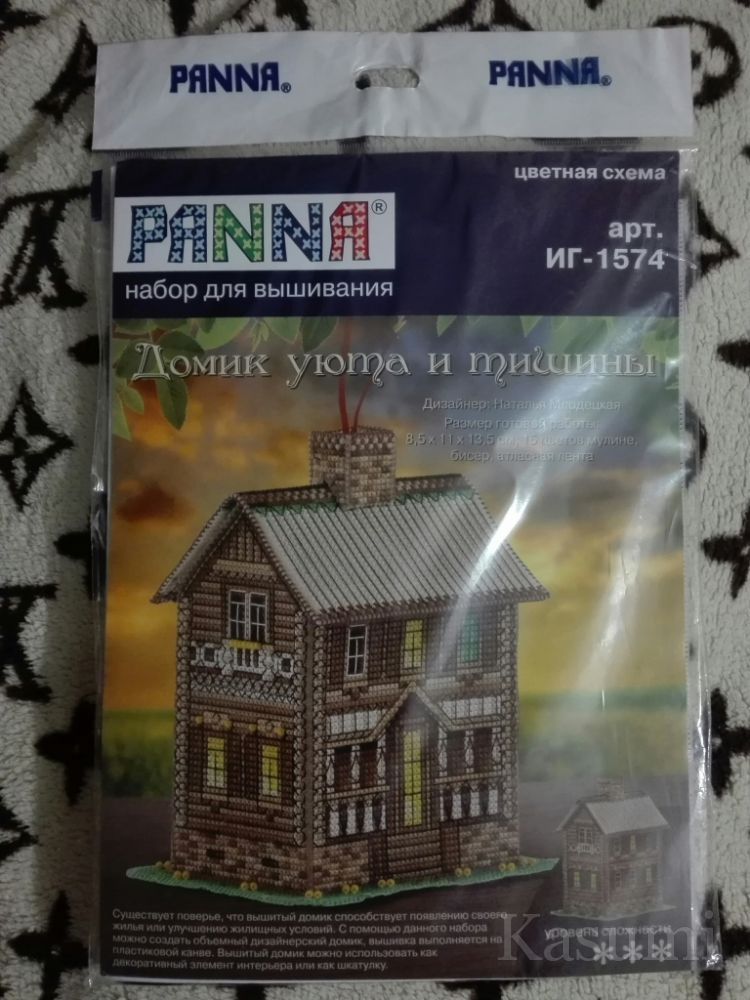 PANNA® PANNA®
цветная схема
PANNA®
арт.
ИГ-1574
набор для вышивания
Домик уюта и тишины
Дизайнер: Наталья Млодецкая
Размер готовой работы:
8,5 х 11 х 13,5 см, 15 цветов мулине,
бисер, атласная лента
Существует поверье, что вышитый домик способствует появлению своего
жилья или улучшению жилищных условий. С помощью данного набора
можно создать объемный дизайнерский домик, вышивка выполняется на
пластиковой канве. Вышитый домик можно использовать как
декоративный элемент интерьера или как шкатулку.
уровень сложности
Kasumi